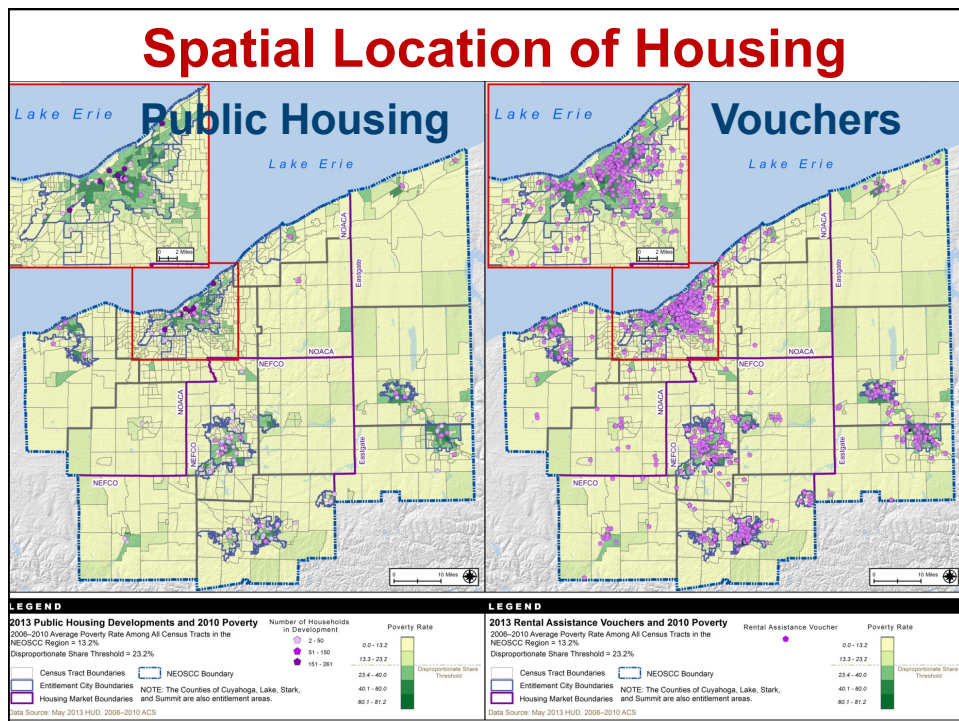 Spatial Location of Housing
Lake Erie
Public Housing
Lake Erie
NOACA
Eastgate
0 2 Miles
NOACA
NEFCO
NOACA
NEFCO
Eastgate
NEFCO
0 10 Miles
Lake Erie
Vouchers
Lake Erie
NOACA
Eastgate
0 2 Miles
NOACA
NEFCO
NOACA
NEFCO
Eastgate
NEFCO
0 10 Miles
LEGEND
2013 Public Housing Developments and 2010 Poverty
2006–2010 Average Poverty Rate Among All Census Tracts in the
NEOSCC Region = 13.2%
Disproportionate Share Threshold = 23.2%
Census Tract Boundaries
NEOSCC Boundary
Entitlement City Boundaries
Housing Market Boundaries
NOTE: The Counties of Cuyahoga, Lake, Stark,
and Summit are also entitlement areas.
Data Source: May 2013 HUD, 2006–2010 ACS
Number of Households
in Development
2 - 50
51 - 150
151 - 261
Poverty Rate
0.0 - 13.2
13.3 - 23.2
Disproportionate Share
Threshold
23.4 - 40.0
40.1 - 60.0
60.1 - 81.2
LEGEND
2013 Rental Assistance Vouchers and 2010 Poverty
2006–2010 Average Poverty Rate Among All Census Tracts in the
NEOSCC Region = 13.2%
Disproportionate Share Threshold = 23.2%
Census Tract Boundaries
NEOSCC Boundary
Entitlement City Boundaries
Housing Market Boundaries
NOTE: The Counties of Cuyahoga, Lake, Stark,
and Summit are also entitlement areas.
Data Source: May 2013 HUD, 2006–2010 ACS
Rental Assistance Voucher
Poverty Rate
0.0 - 13.2
13.3 - 23.2
Disproportionate Share
Threshold
23.4 - 40.0
40.1 - 60.0
60.1 - 81.2